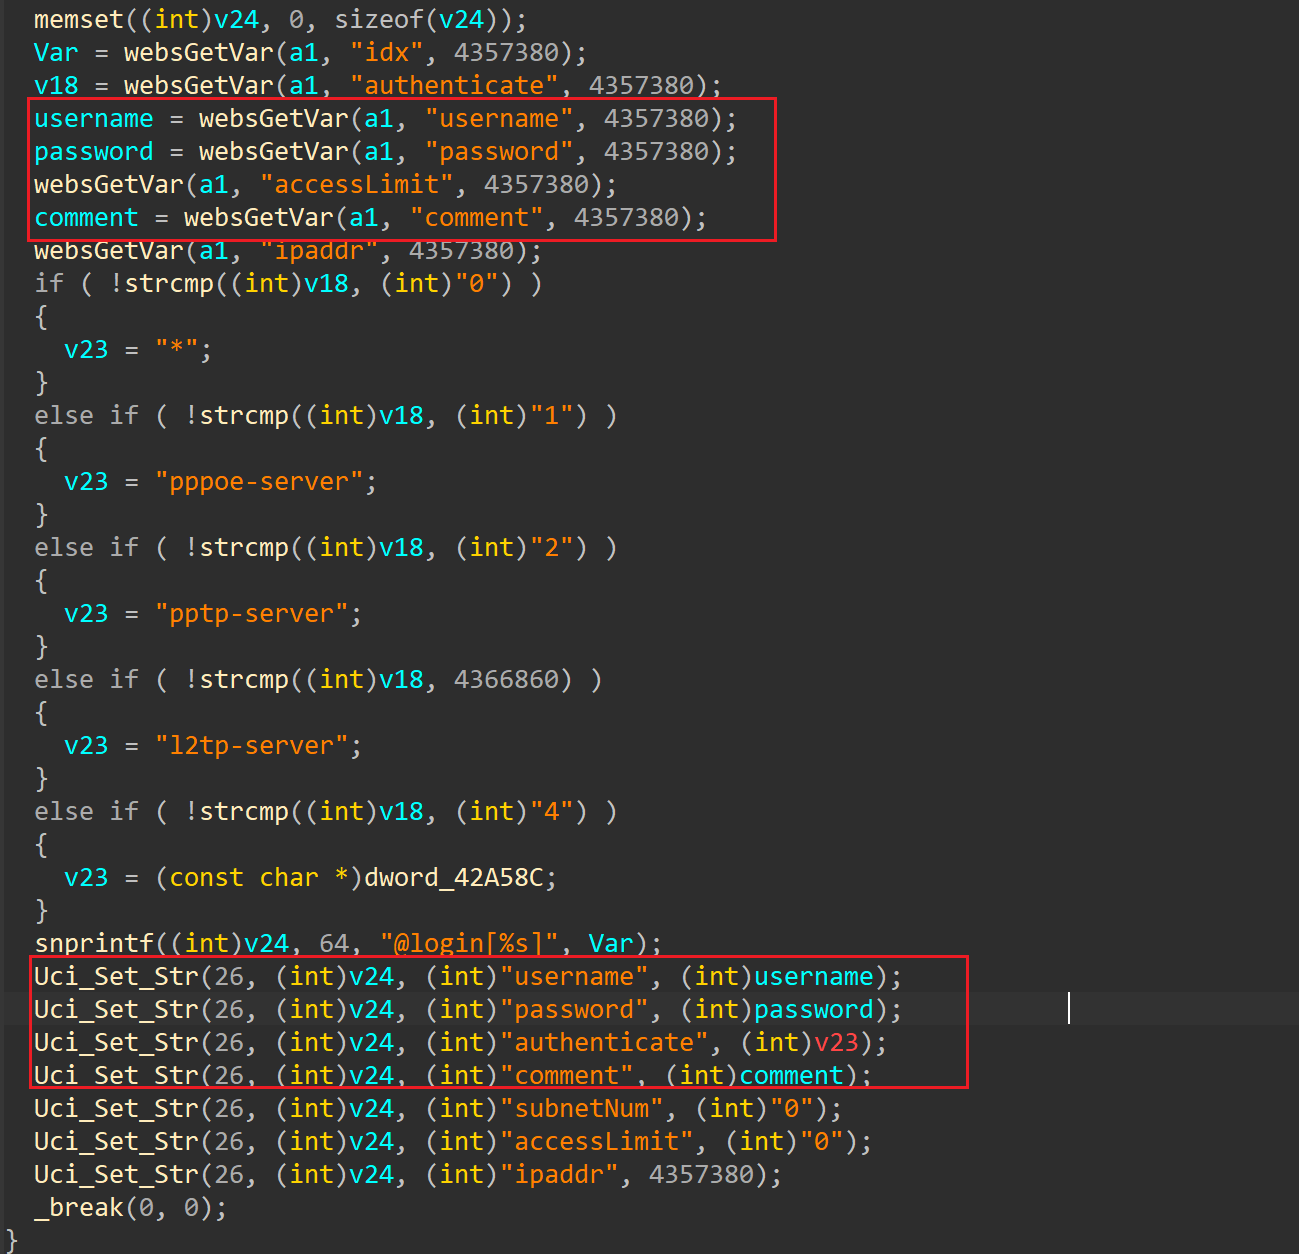 memset((int)v24, 0, sizeof(v24));
Var = websGetVar(a1, "idx", 4357380);
v18 = websGetVar(a1, "authenticate", 4357380);
username = websGetVar(a1, "username", 4357380);
password = websGetVar(a1, "password", 4357380);
websGetVar(a1, "accessLimit", 4357380);
comment = websGetVar(a1, "comment", 4357380);
websGetVar(a1, "ipaddr", 4357380);
if ( !strcmp((int)v18, (int)"0") )
{
v23 = "*";
}
else if ( !strcmp((int)v18, (int)"1") )
{
v23 = "pppoe-server";
}
else if ( !strcmp((int)v18, (int)"2") )
{
v23 = "pptp-server";
}
else if ( !strcmp((int)v18, 4366860) )
{
v23 = "l2tp-server";
}
else if ( !strcmp((int)v18, (int)"4") )
{
v23 = (const char *)dword_42A58C;
}
snprintf((int)v24, 64, "@login[%s]", Var);
Uci_Set_Str(26, (int)v24, (int)"username", (int)username);
Uci_Set_Str(26, (int)v24, (int)"password", (int)password);
Uci_Set_Str(26, (int)v24, (int)"authenticate", (int)v23);
Uci_Set_Str(26, (int)v24, (int)"comment", (int)comment);
Uci_Set_Str(26, (int)v24, (int)"subnetNum", (int)"0");
Uci_Set_Str(26, (int)v24, (int)"accessLimit", (int)"0");
Uci_Set_Str(26, (int)v24, (int)"ipaddr", 4357380);
_break(0, 0);
}